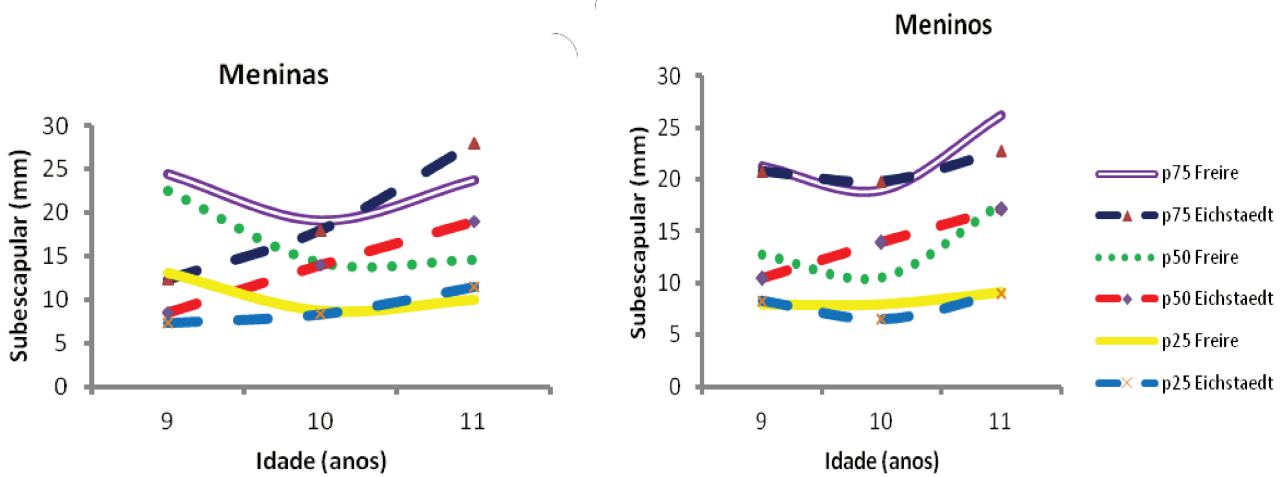 Meninas
Subescapular (mm)
30
25
20
15
10
5
0
9 10 11
Idade (anos)
Meninos
Subescapular (mm)
30
25
20
15
10
5
0
9 10 11
Idade (anos)
p75 Freire
p75 Eichstaedt
p50 Freire
p50 Eichstaedt
p25 Freire
p25 Eichstaedt